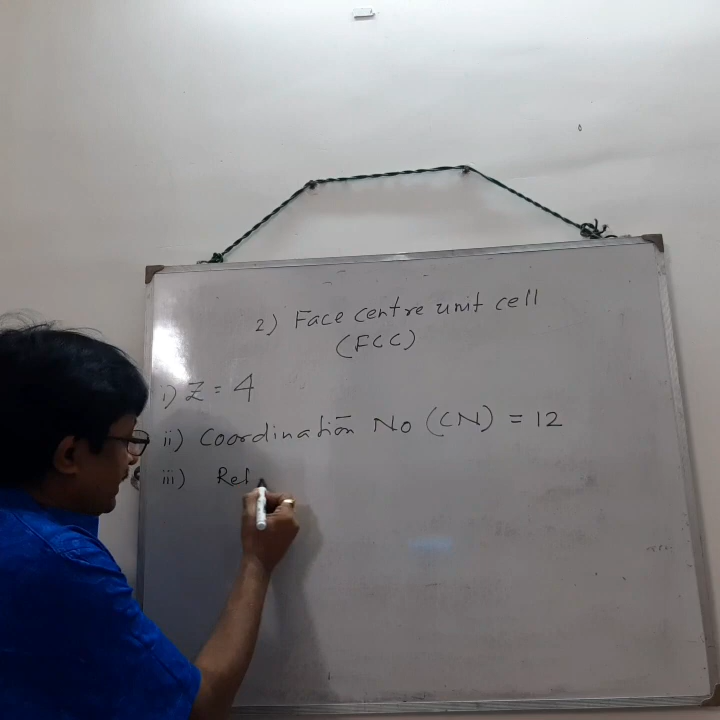 2) Face centre unit cell
(FCC)
i) Z = 4
ii) Coordination No (CN) = 12
iii) Rel